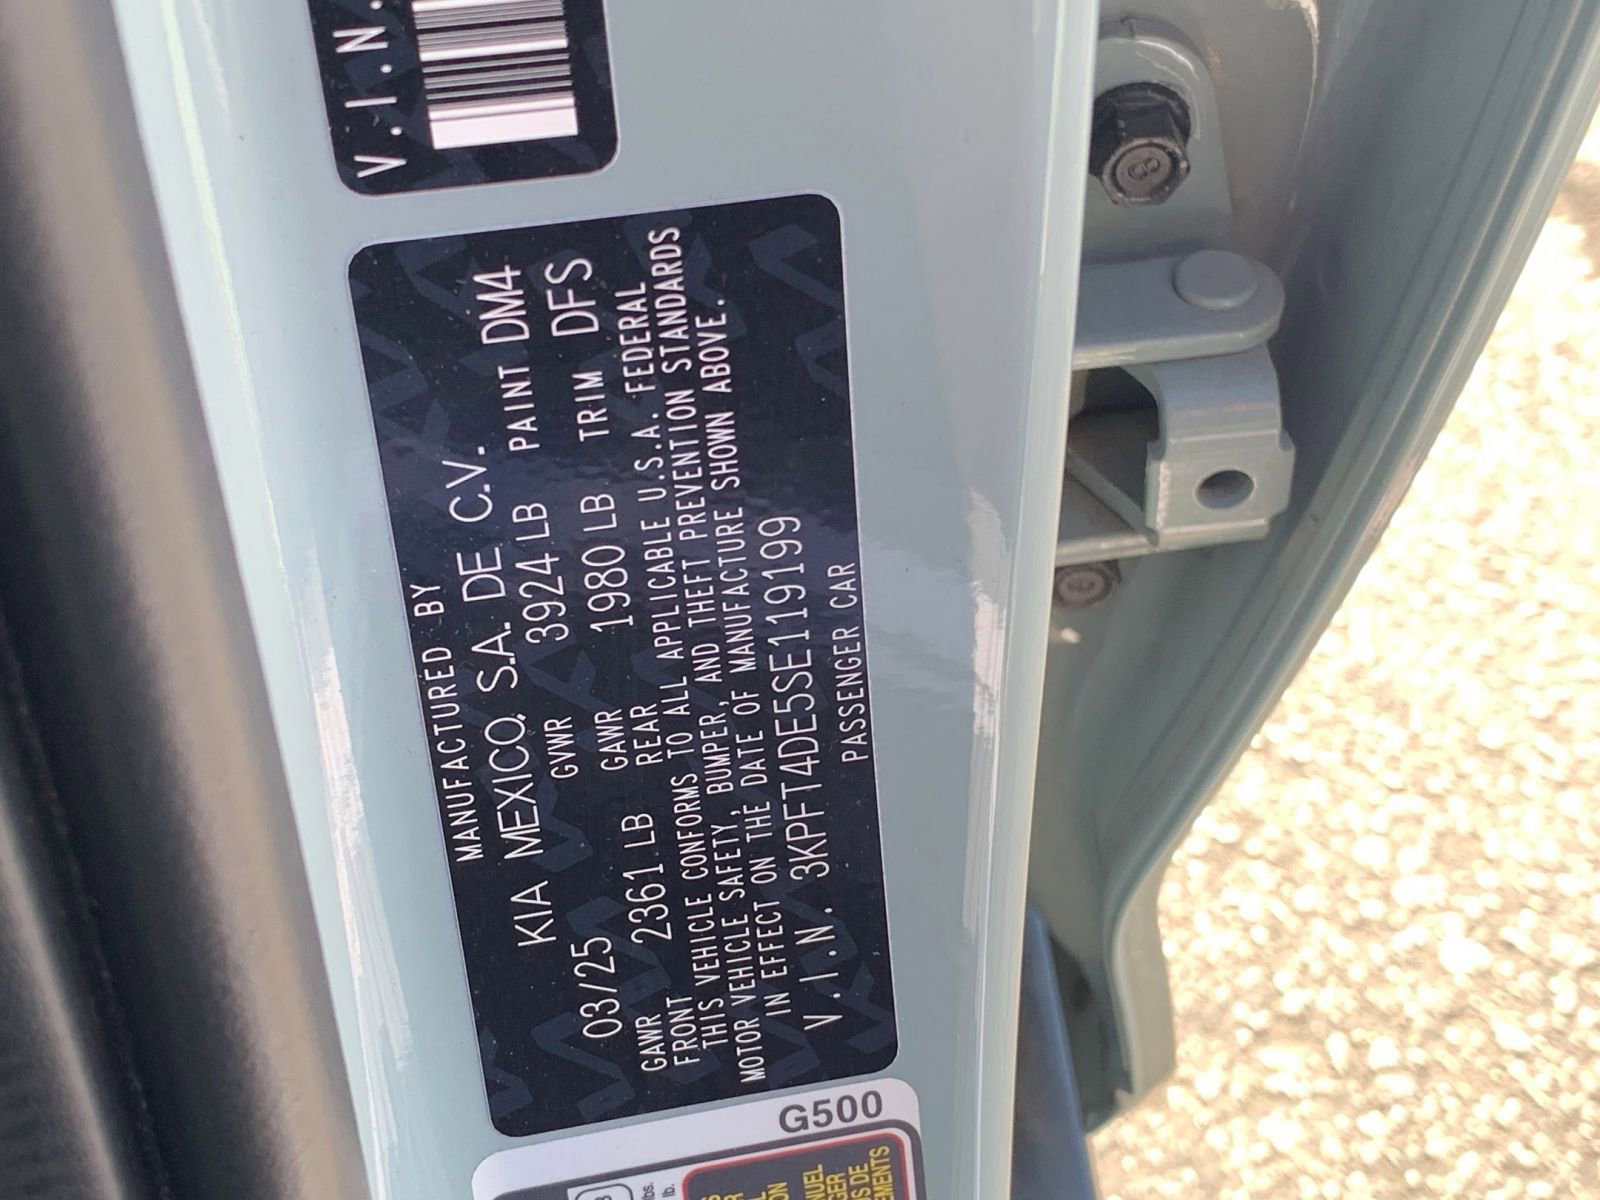 V.I.N.
MANUFACTURED BY
KIA MEXICO, S.A. DE C.V.
03/25 GVWR 3924 LB PAINT DM4
GAWR FRONT 2361 LB GAWR REAR 1980 LB TRIM DFS
THIS VEHICLE CONFORMS TO ALL APPLICABLE U.S.A. FEDERAL
MOTOR VEHICLE SAFETY, BUMPER, AND THEFT PREVENTION STANDARDS
IN EFFECT ON THE DATE OF MANUFACTURE SHOWN ABOVE.
V.I.N. 3KPFT4DE5SE119199
PASSENGER CAR
G500
8